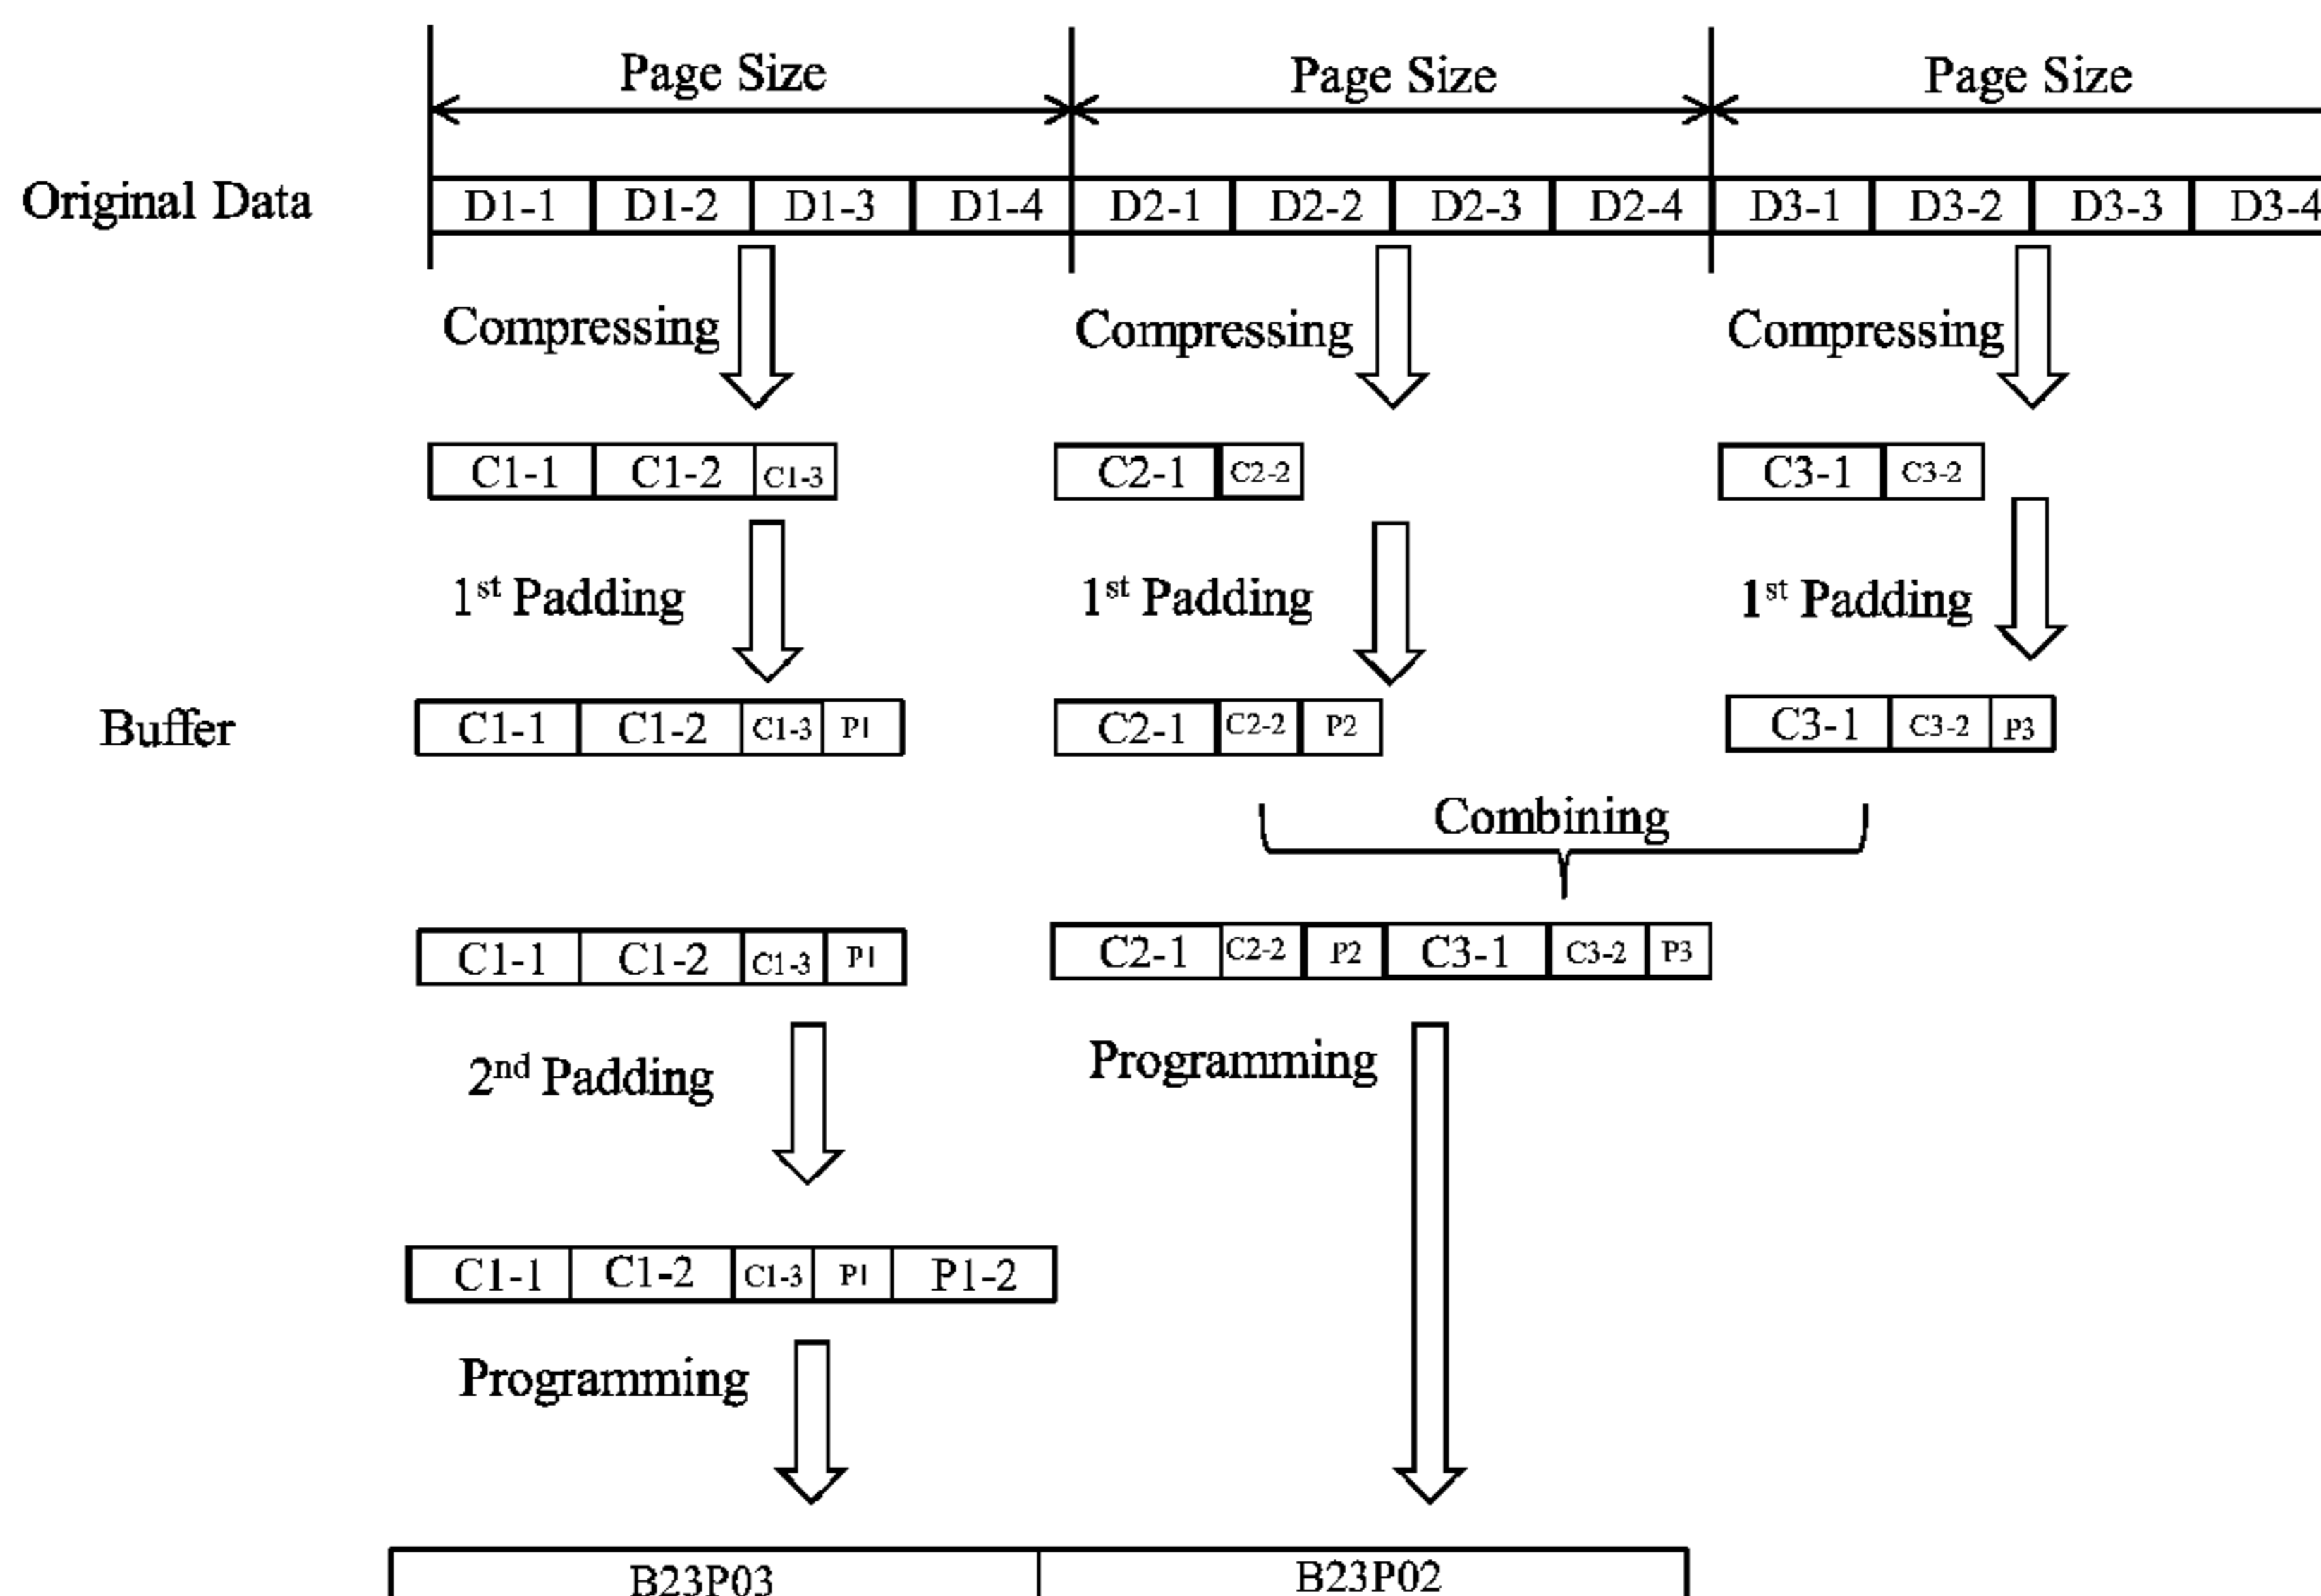 Page Size Page Size Page Size
Original Data D1-1 D1-2 D1-3 D1-4 D2-1 D2-2 D2-3 D2-4 D3-1 D3-2 D3-3 D3-4
Compressing Compressing Compressing
C1-1 C1-2 C1-3 C2-1 C2-2 C3-1 C3-2
1st Padding 1st Padding 1st Padding
Buffer C1-1 C1-2 C1-3 P1 C2-1 C2-2 P2 C3-1 C3-2 P3
Combining
C1-1 C1-2 C1-3 P1 C2-1 C2-2 P2 C3-1 C3-2 P3
2nd Padding Programming
C1-1 C1-2 C1-3 P1 P1-2
Programming
B23P03 B23P02